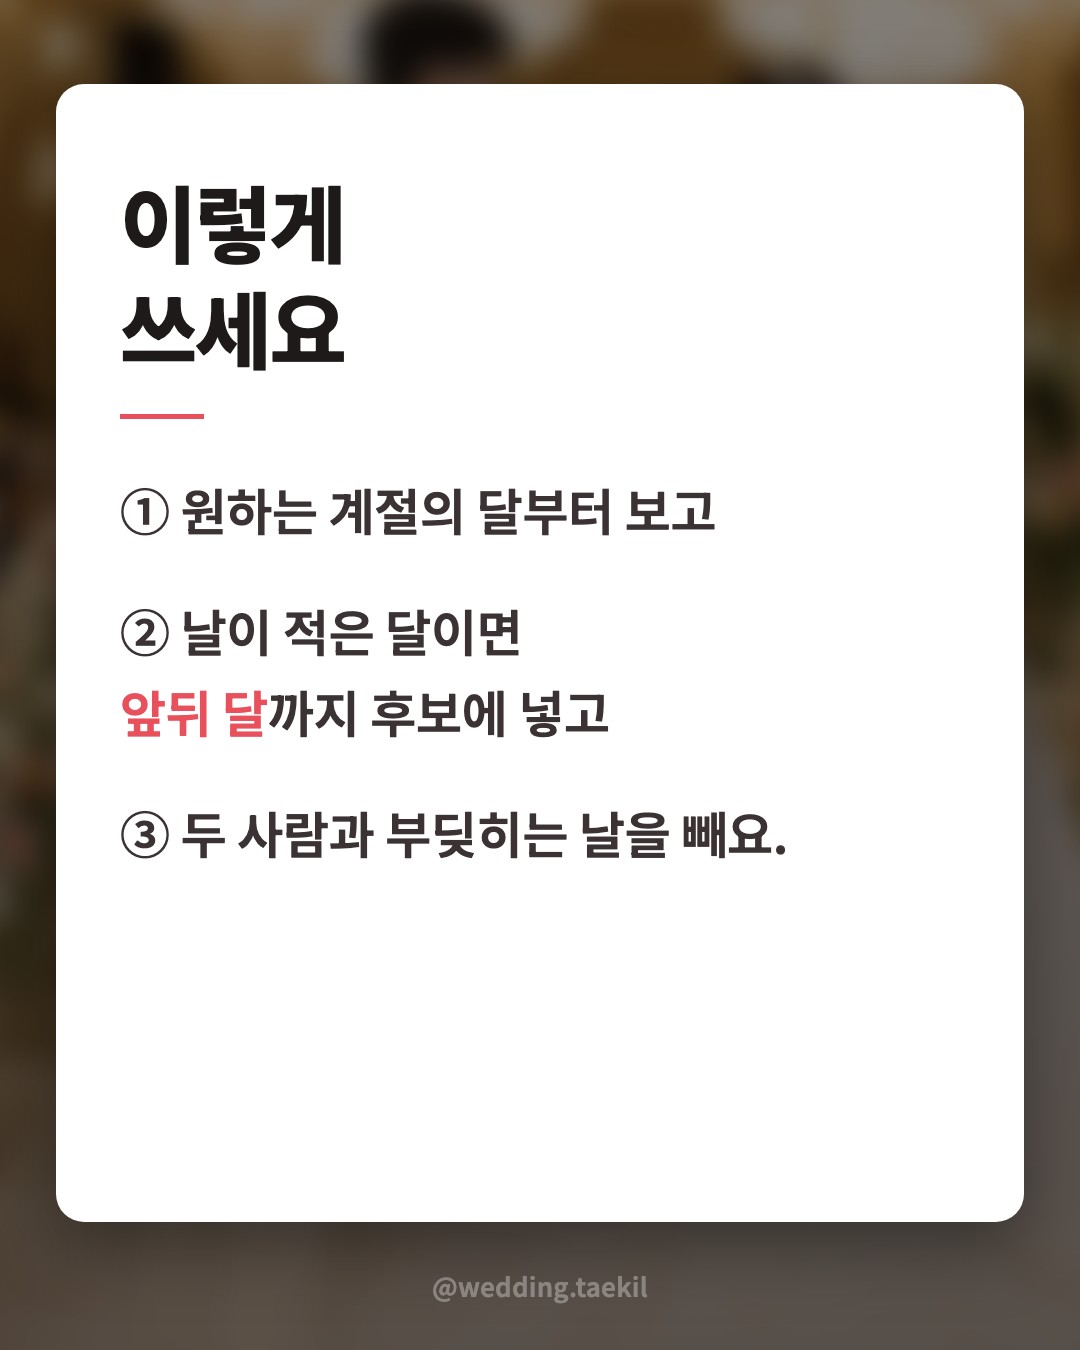 이렇게
쓰세요
① 원하는 계절의 달부터 보고
② 날이 적은 달이면
앞뒤 달까지 후보에 넣고
③ 두 사람과 부딪히는 날을 빼요.
@wedding.taekil